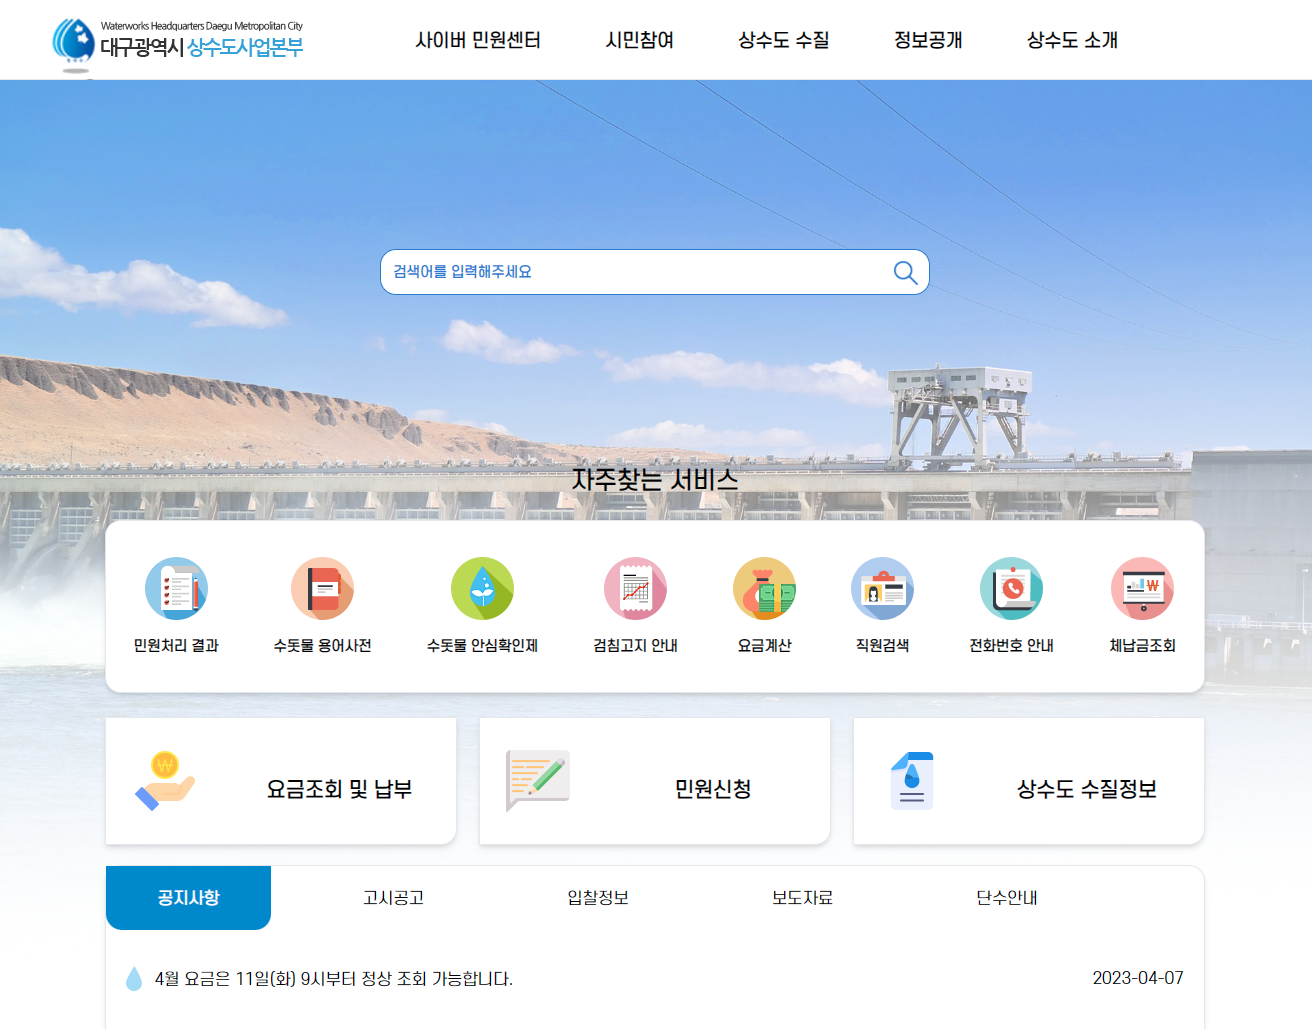 Waterworks Headquarters Daegu Metropolitan City
대구광역시 상수도사업본부
사이버 민원센터 시민참여 상수도 수질 정보공개 상수도 소개
검색어를 입력해주세요
자주찾는 서비스
민원처리 결과 수돗물 용어사전 수돗물 안심확인제 검침고지 안내 요금계산 직원검색 전화번호 안내 체납금조회
요금조회 및 납부 민원신청 상수도 수질정보
공지사항 고시공고 입찰정보 보도자료 단수안내
4월 요금은 11일(화) 9시부터 정상 조회 가능합니다. 2023-04-07